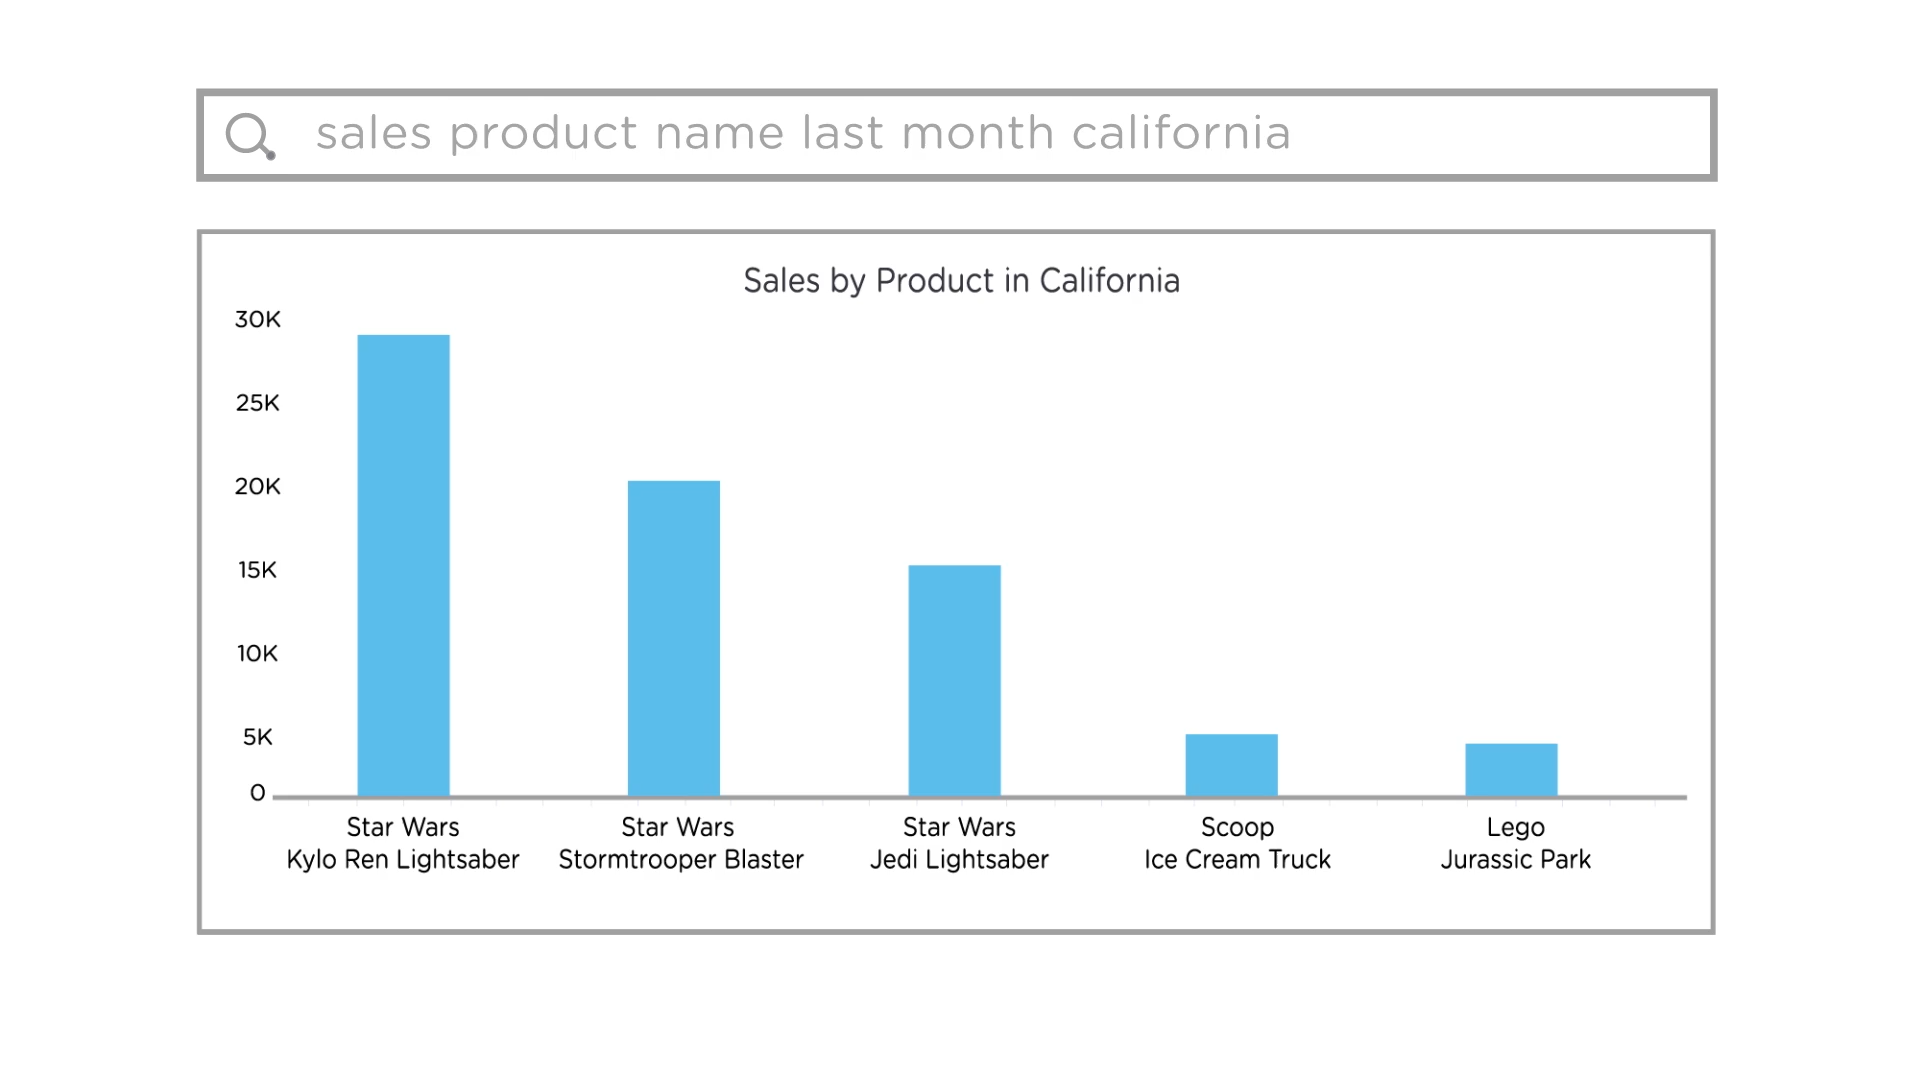 sales product name last month california
Sales by Product in California
30K
25K
20K
15K
10K
5K
0
Star Wars
Kylo Ren Lightsaber
Star Wars
Stormtrooper Blaster
Star Wars
Jedi Lightsaber
Scoop
Ice Cream Truck
Lego
Jurassic Park